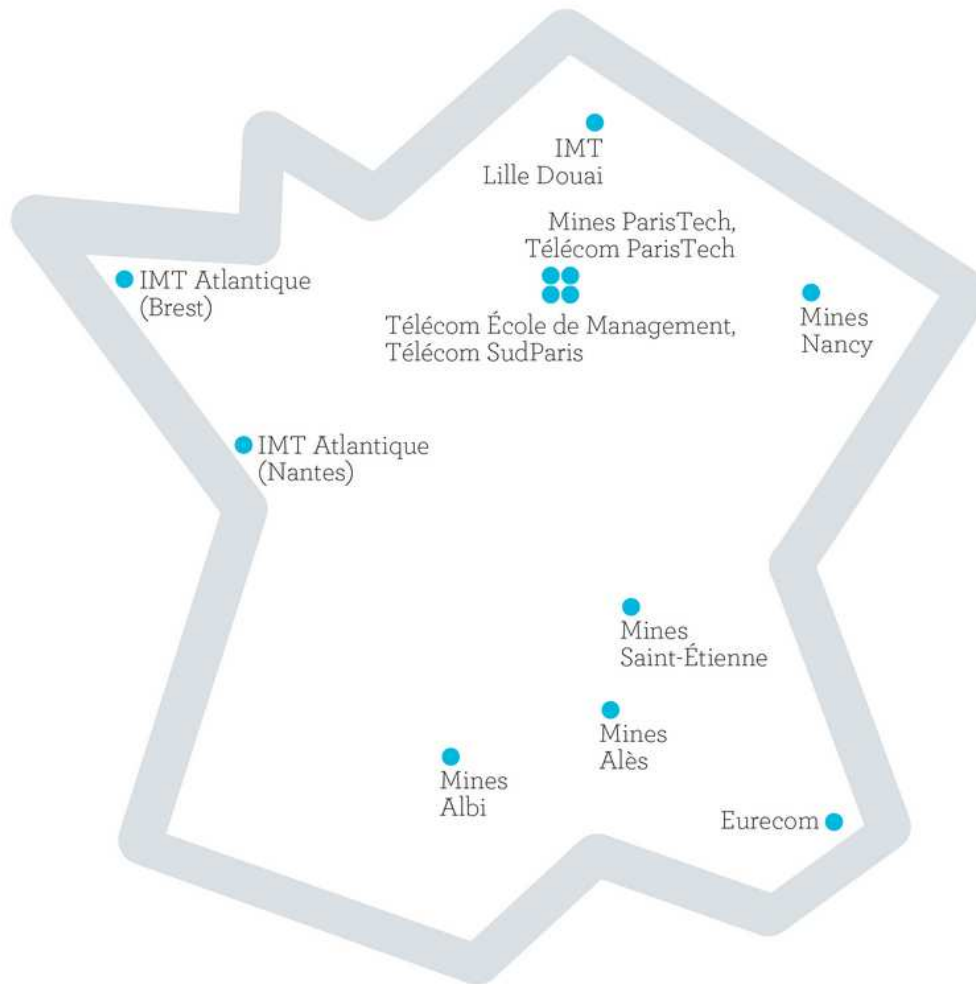 IMT
Lille Douai
Mines ParisTech,
Télécom ParisTech
IMT Atlantique
(Brest)
Mines
Nancy
Télécom École de Management,
Télécom SudParis
IMT Atlantique
(Nantes)
Mines
Saint-Étienne
Mines
Alès
Mines
Albi
Eurecom